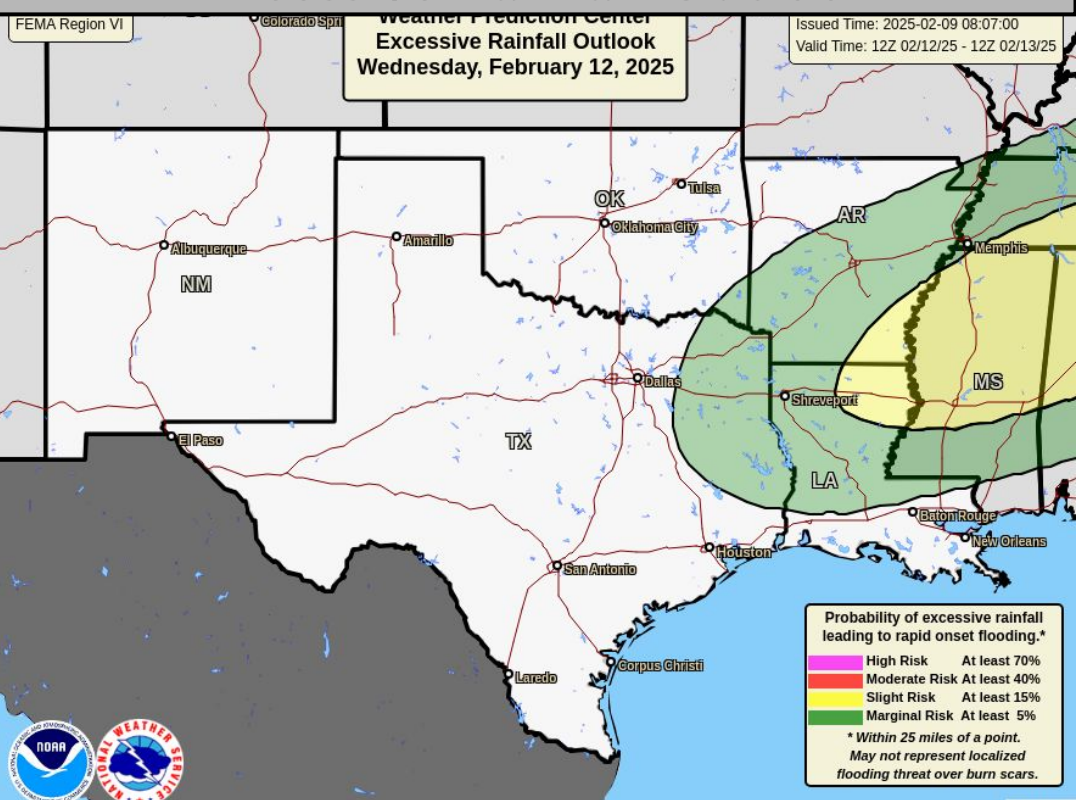 FEMA Region VI
Colorado Spri
Weather Prediction Center
Excessive Rainfall Outlook
Wednesday, February 12, 2025
Issued Time: 2025-02-09 08:07:00
Valid Time: 12Z 02/12/25 - 12Z 02/13/25
Tulsa
OK
Oklahoma City
AR
Albuquerque
Amarillo
Memphis
NM
Dallas
MS
Shreveport
El Paso
TX
LA
Baton Rouge
New Orleans
Houston
San Antonio
Corpus Christi
Laredo
Probability of excessive rainfall
leading to rapid onset flooding.*
High Risk At least 70%
Moderate Risk At least 40%
Slight Risk At least 15%
Marginal Risk At least 5%
* Within 25 miles of a point.
May not represent localized
flooding threat over burn scars.
NOAA
NATIONAL WEATHER SERVICE